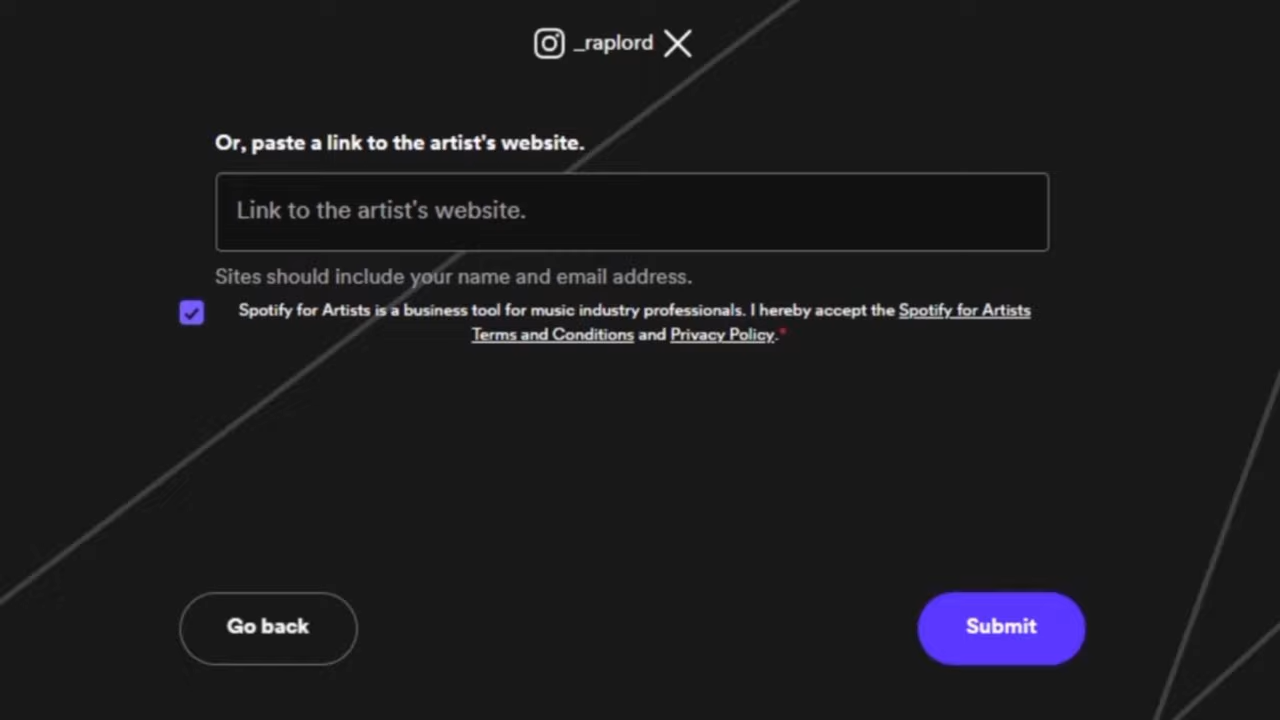 _raplord
Or, paste a link to the artist's website.
Link to the artist's website.
Sites should include your name and email address.
Spotify for Artists is a business tool for music industry professionals. I hereby accept the Spotify for Artists
Terms and Conditions and Privacy Policy.*
Go back
Submit